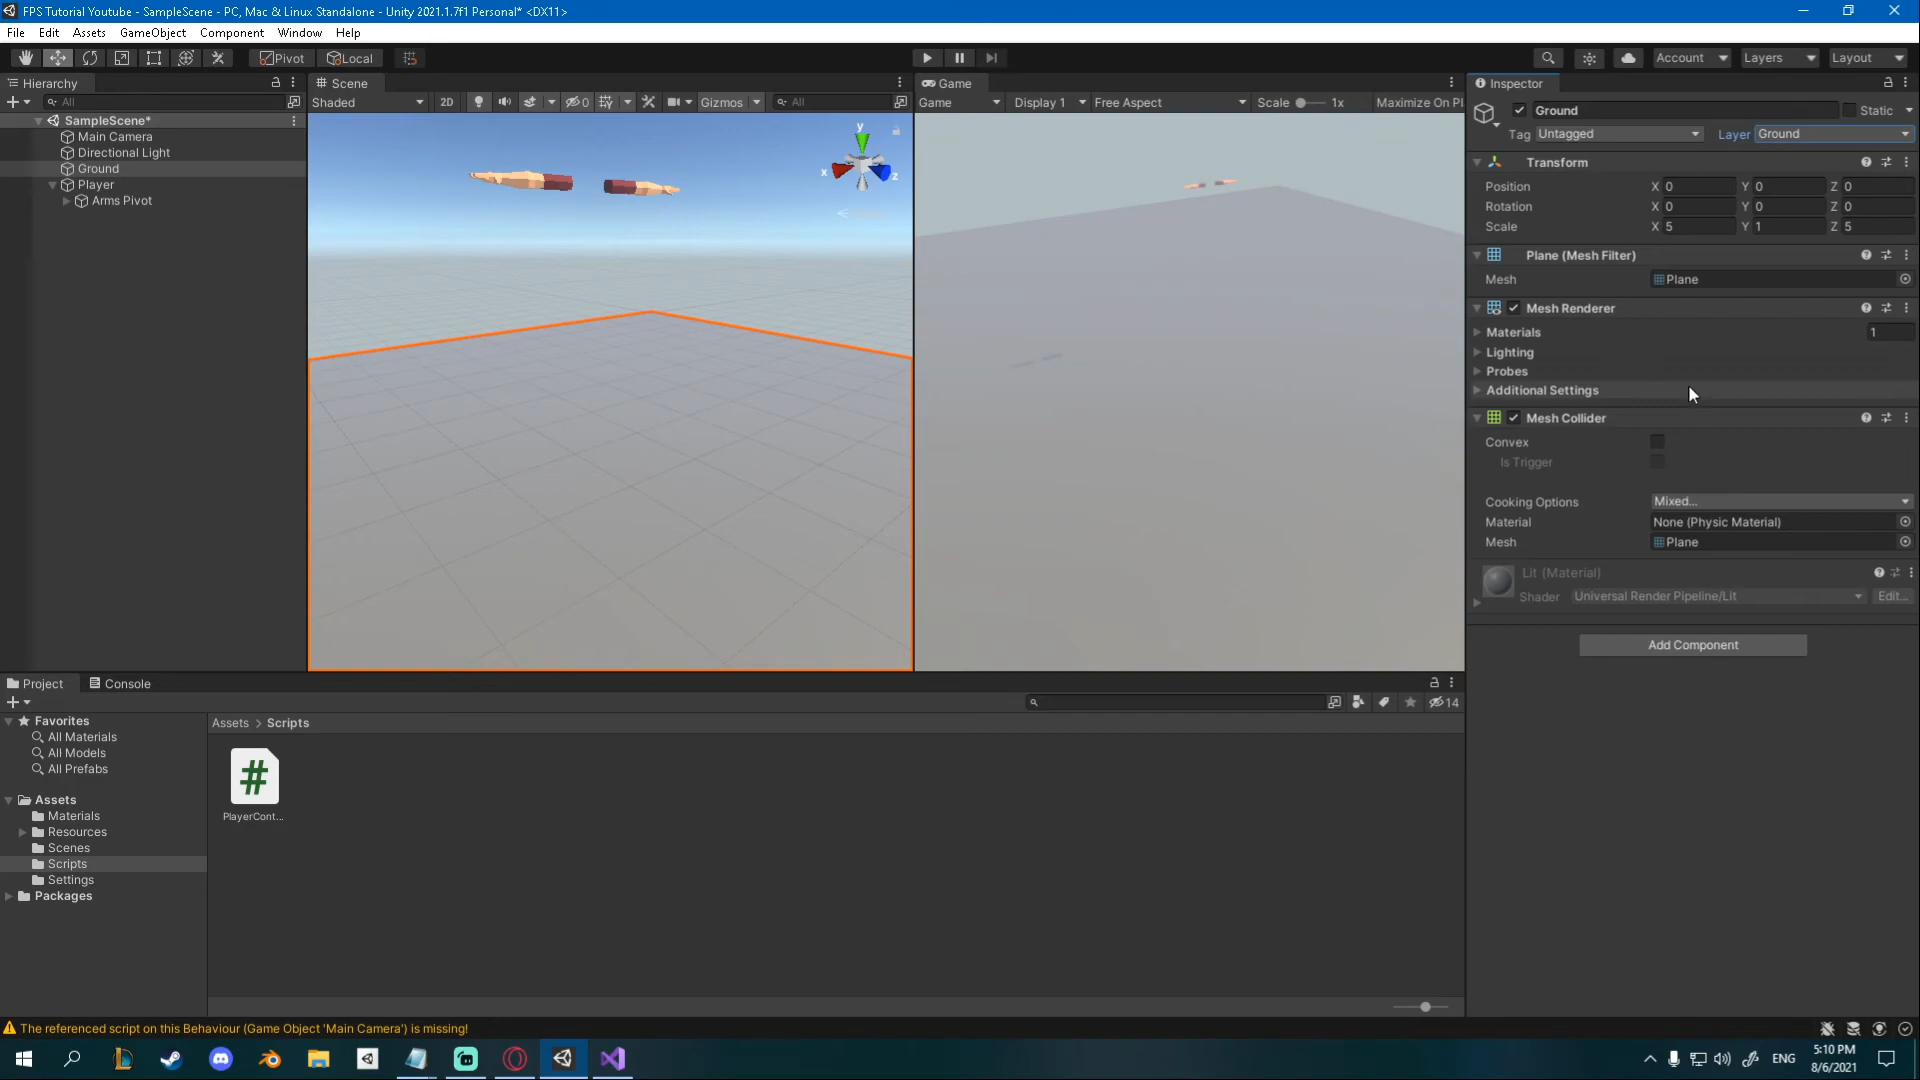 FPS Tutorial Youtube - SampleScene - PC, Mac & Linux Standalone - Unity 2021.1.7f1 Personal* <DX11>
File Edit Assets GameObject Component Window Help
Pivot Local Account Layers Layout
Hierarchy
All
SampleScene*
Main Camera
Directional Light
Ground
Player
Arms Pivot
Scene
Shaded 2D 0 Gizmos All
y
x z
Game
Game Display 1 Free Aspect Scale 1x Maximize On Pl
Inspector
Ground Static
Tag Untagged Layer Ground
Transform
Position X 0 Y 0 Z 0
Rotation X 0 Y 0 Z 0
Scale X 5 Y 1 Z 5
Plane (Mesh Filter)
Mesh Plane
Mesh Renderer
Materials 1
Lighting
Probes
Additional Settings
Mesh Collider
Convex
Is Trigger
Cooking Options Mixed...
Material None (Physic Material)
Mesh Plane
Lit (Material)
Shader Universal Render Pipeline/Lit Edit...
Add Component
Project Console
14
Favorites
All Materials
All Models
All Prefabs
Assets
Materials
Resources
Scenes
Scripts
Settings
Packages
Assets > Scripts
#
PlayerCont...
The referenced script on this Behaviour (Game Object 'Main Camera') is missing!
ENG
5:10 PM
8/6/2021